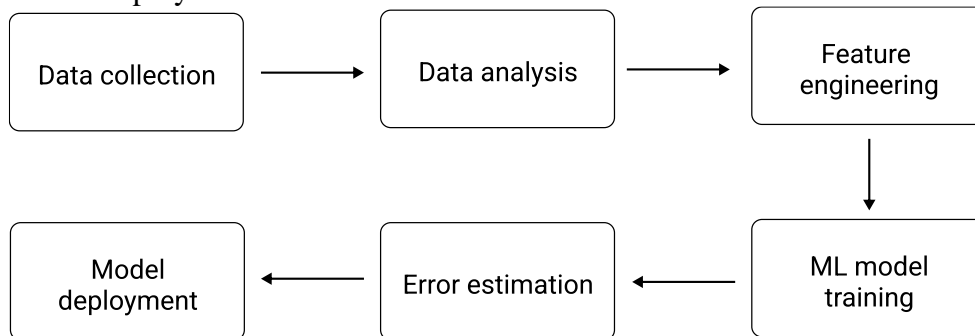 Data collection
Data analysis
Feature
engineering
ML model
training
Error estimation
Model
deployment